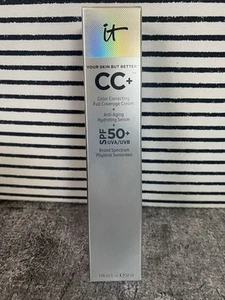 it
YOUR SKIN BUT BETTER
CC+
Color Correcting
Full Coverage Cream
+
Anti-Aging
Hydrating Serum
+
SPF 50+
UVA/UVB
Broad Spectrum
Physical Sunscreen